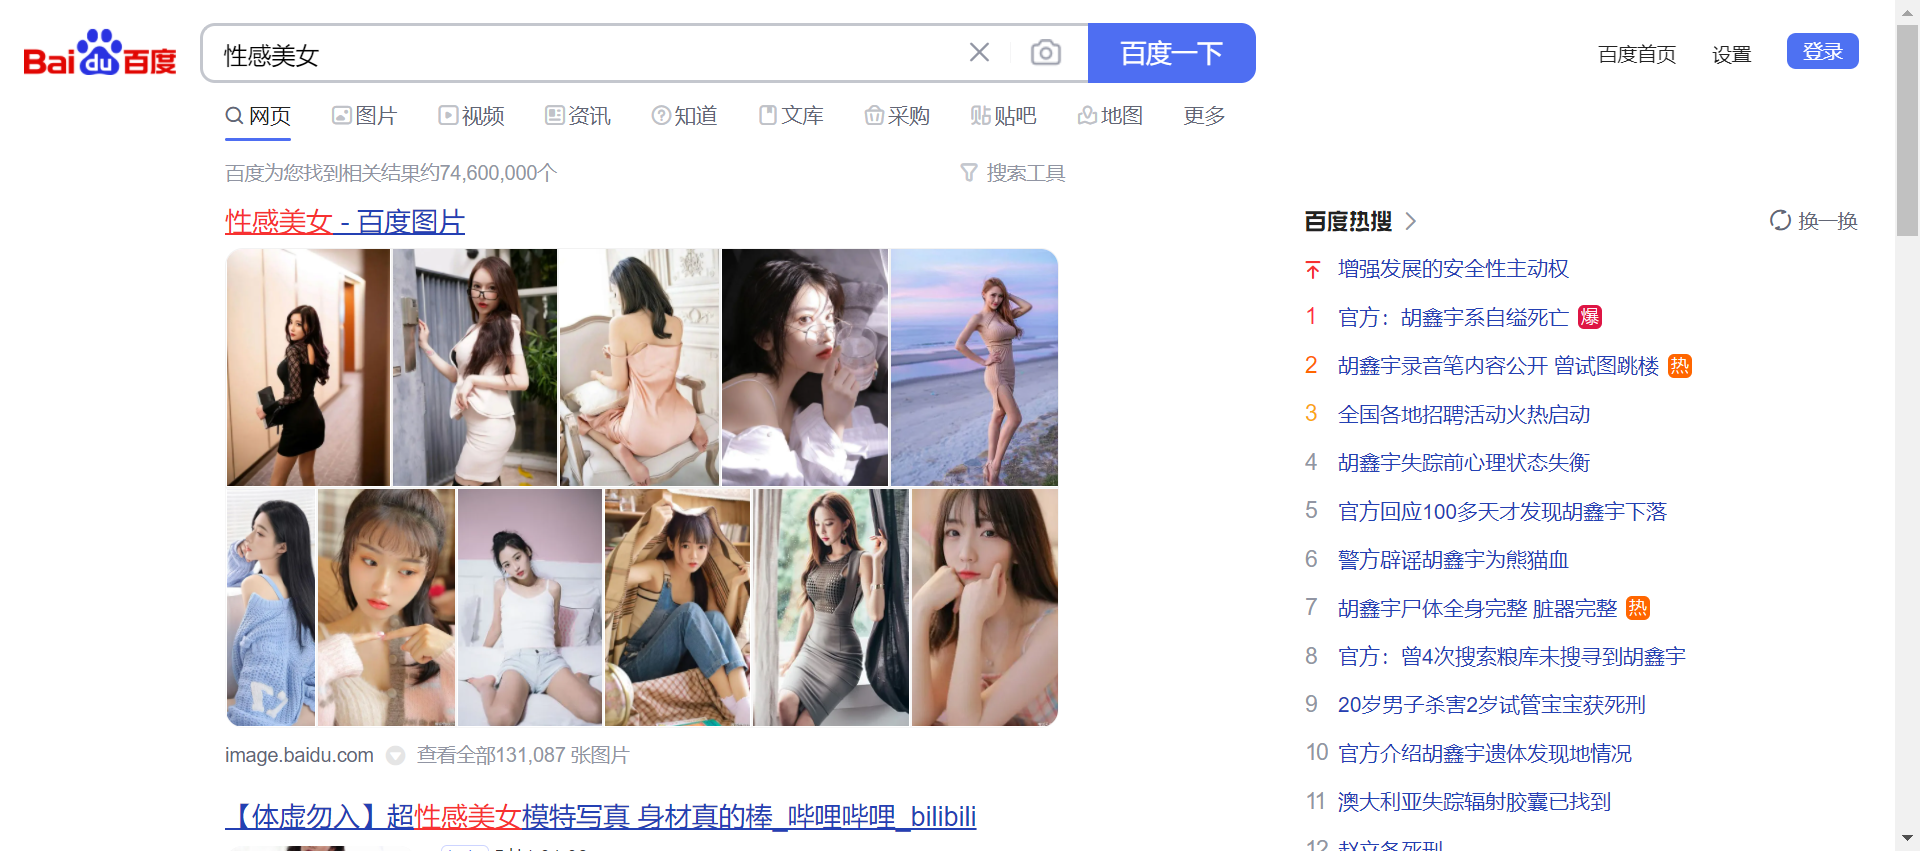 Bai du 百度
性感美女
百度一下
百度首页 设置 登录
网页 图片 视频 资讯 知道 文库 采购 贴吧 地图 更多
百度为您找到相关结果约74,600,000个
搜索工具
性感美女 - 百度图片
image.baidu.com 查看全部131,087 张图片
【体虚勿入】超性感美女模特写真 身材真的棒_哔哩哔哩_bilibili
百度热搜
换一换
增强发展的安全性主动权
1 官方：胡鑫宇系自缢死亡 爆
2 胡鑫宇录音笔内容公开 曾试图跳楼 热
3 全国各地招聘活动火热启动
4 胡鑫宇失踪前心理状态失衡
5 官方回应100多天才发现胡鑫宇下落
6 警方辟谣胡鑫宇为熊猫血
7 胡鑫宇尸体全身完整 脏器完整 热
8 官方：曾4次搜索粮库未搜寻到胡鑫宇
9 20岁男子杀害2岁试管宝宝获死刑
10 官方介绍胡鑫宇遗体发现地情况
11 澳大利亚失踪辐射胶囊已找到
12 赵立冬死刑